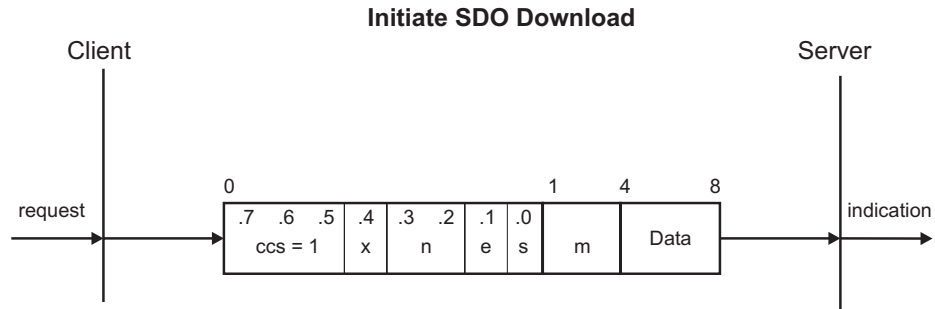 Initiate SDO Download
Client Server
0 1 4 8
request .7 .6 .5 .4 .3 .2 .1 .0 indication
ccs = 1 x n e s m Data